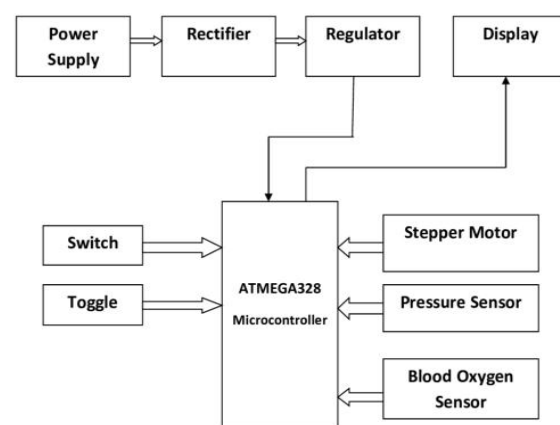 Power
Supply
Rectifier
Regulator
Display
Switch
Toggle
ATMEGA328
Microcontroller
Stepper Motor
Pressure Sensor
Blood Oxygen
Sensor